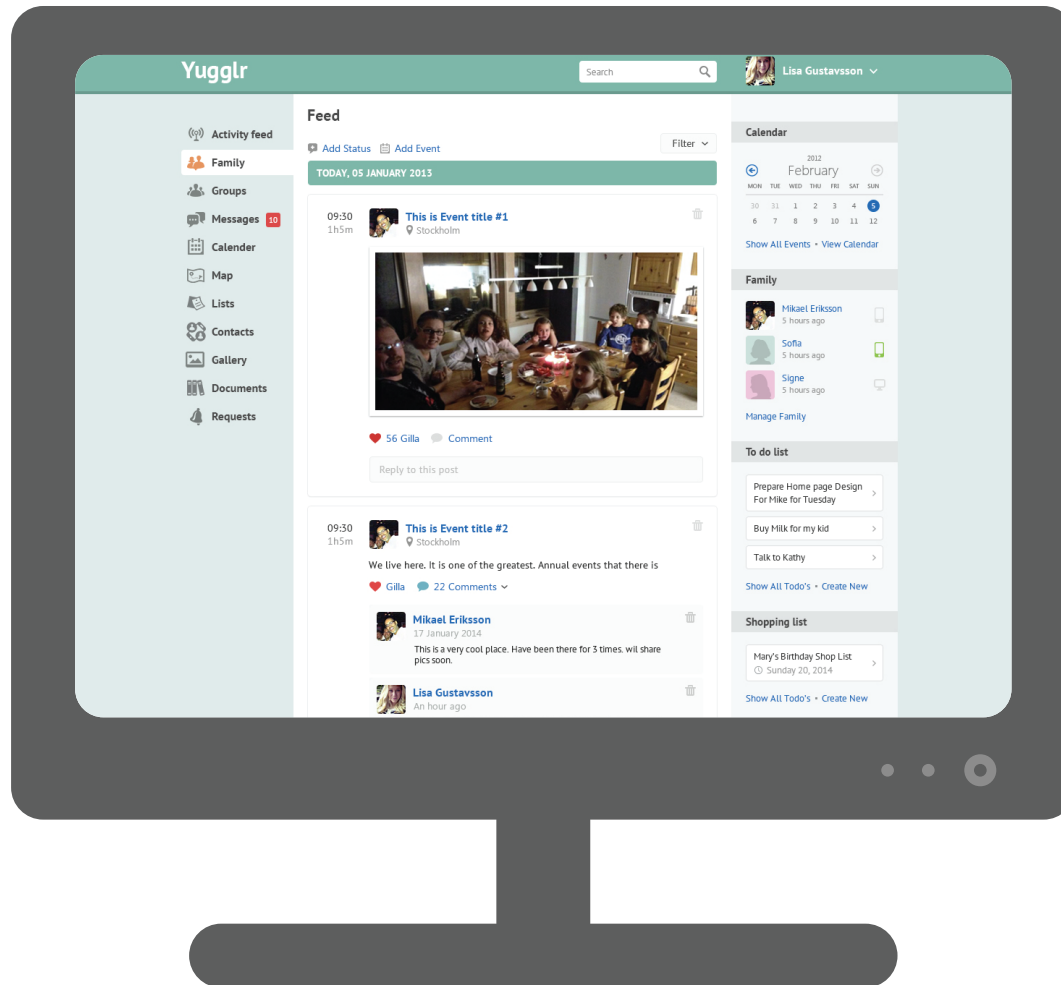 Yugglr
Search
Lisa Gustavsson
Activity feed
Family
Groups
Messages 10
Calender
Map
Lists
Contacts
Gallery
Documents
Requests
Feed
Add Status Add Event
Filter
TODAY, 05 JANUARY 2013
09:30
1h5m
This is Event title #1
Stockholm
56 Gilla Comment
Reply to this post
09:30
1h5m
This is Event title #2
Stockholm
We live here. It is one of the greatest. Annual events that there is
Gilla 22 Comments
Mikael Eriksson
17 January 2014
This is a very cool place. Have been there for 3 times. wil share
pics soon.
Lisa Gustavsson
An hour ago
Calendar
2012
February
MON TUE WED THU FRI SAT SUN
30 31 1 2 3 4 5
6 7 8 9 10 11 12
Show All Events • View Calendar
Family
Mikael Eriksson
5 hours ago
Sofia
5 hours ago
Signe
5 hours ago
Manage Family
To do list
Prepare Home page Design
For Mike for Tuesday
Buy Milk for my kid
Talk to Kathy
Show All Todo's • Create New
Shopping list
Mary's Birthday Shop List
Sunday 20, 2014
Show All Todo's • Create New